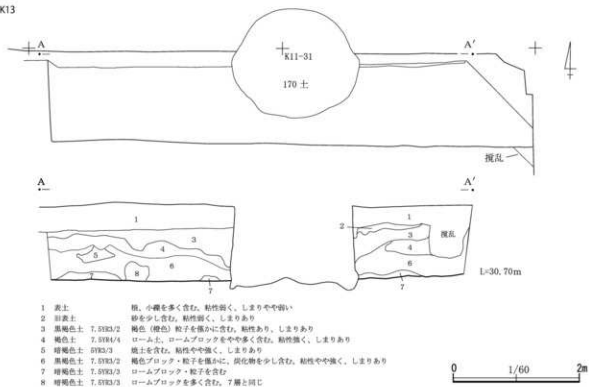 K13
A
A′
K11-31
170 土
撹乱
A
A′
1
1
2
3
3
4
4
撹乱
5
6
6
7
8
7
7
L=30.70m
1 表土 根、小礫を多く含む、粘性弱く、しまりやや弱い
2 旧表土 砂を少し含む、粘性弱く、しまりあり
3 黒褐色土 7.5YR3/2 褐色（橙色）粒子を僅かに含む、粘性あり、しまりあり
4 褐色土 7.5YR4/4 ローム土、ロームブロックをやや多く含む、粘性強く、しまりあり
5 暗褐色土 5YR3/3 焼土を含む、粘性やや強く、しまりあり
6 黒褐色土 7.5YR3/2 褐色ブロック・粒子を僅かに、炭化物を少し含む、粘性やや強く、しまりあり
7 暗褐色土 7.5YR3/3 ロームブロック・粒子を含む
8 暗褐色土 7.5YR3/3 ロームブロックを多く含む、7層と同じ
0 1/60 2m